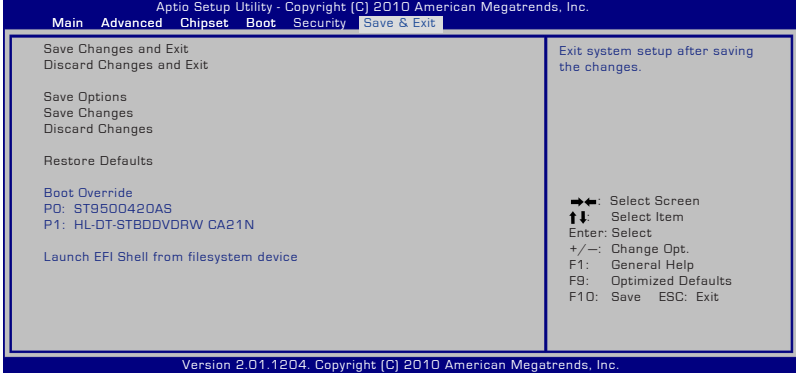 Aptio Setup Utility - Copyright (C) 2010 American Megatrends, Inc.
Main Advanced Chipset Boot Security Save & Exit
Save Changes and Exit
Discard Changes and Exit
Save Options
Save Changes
Discard Changes
Restore Defaults
Boot Override
P0: ST9500420AS
P1: HL-DT-STBDDVDRW CA21N
Launch EFI Shell from filesystem device
Exit system setup after saving
the changes.
➡⬅: Select Screen
⬆⬇: Select Item
Enter: Select
+/—: Change Opt.
F1: General Help
F9: Optimized Defaults
F10: Save ESC: Exit
Version 2.01.1204. Copyright (C) 2010 American Megatrends, Inc.